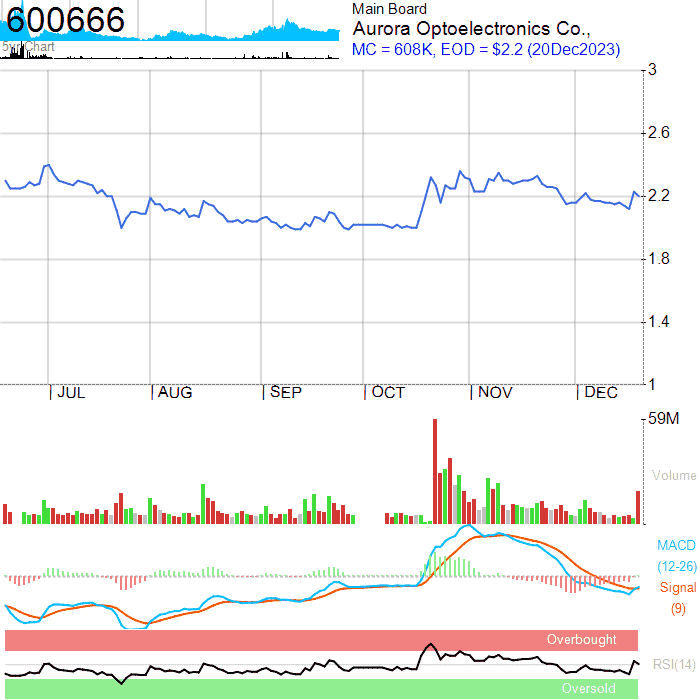 600666
5yr Chart
Main Board
Aurora Optoelectronics Co.,
MC = 608K, EOD = $2.2 (20Dec2023)
3
2.6
2.2
1.8
1.4
1
JUL
AUG
SEP
OCT
NOV
DEC
59M
Volume
MACD
(12-26)
Signal
(9)
Overbought
RSI(14)
Oversold